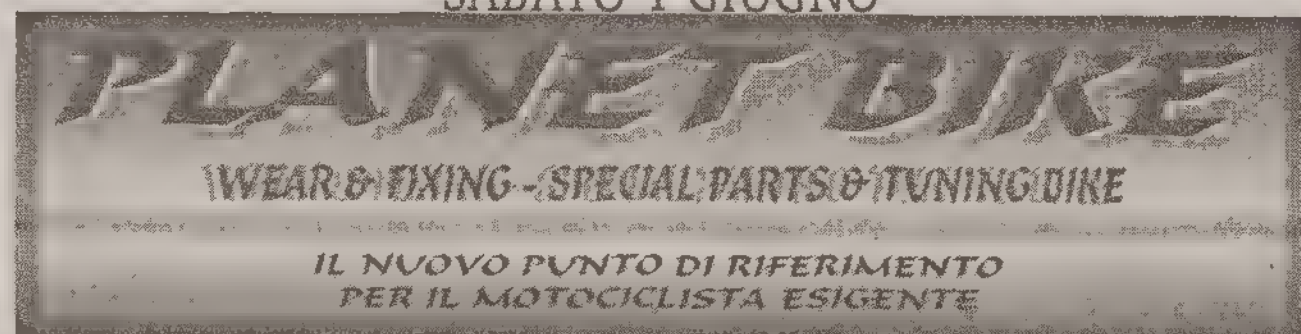 SABATO 1 GIUGNO
PLANET BIKE
WEAR & FIXING - SPECIAL PARTS & TUNING BIKE
IL NUOVO PUNTO DI RIFERIMENTO
PER IL MOTOCICLISTA ESIGENTE